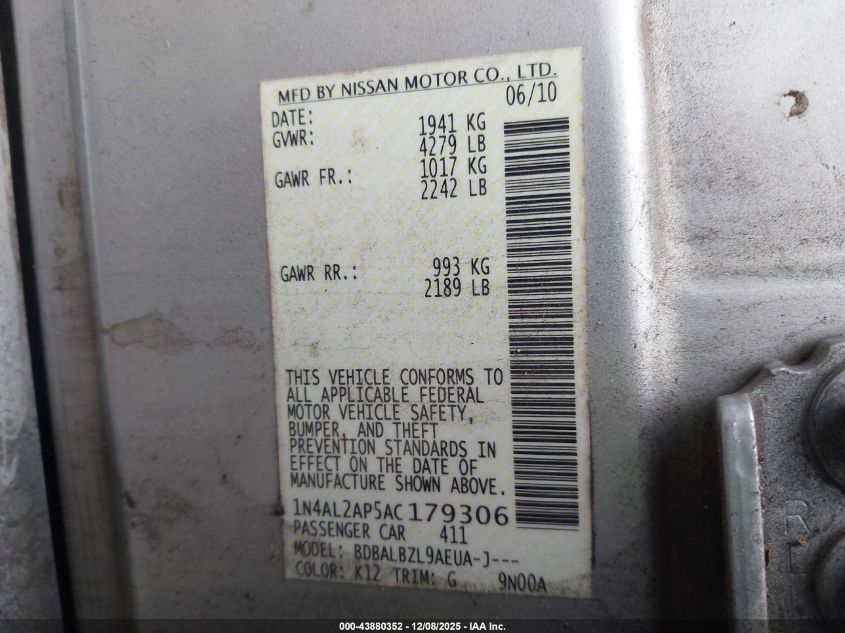 MFD BY NISSAN MOTOR CO., LTD.
DATE: 06/10
GVWR: 1941 KG
4279 LB
GAWR FR.: 1017 KG
2242 LB
GAWR RR.: 993 KG
2189 LB
THIS VEHICLE CONFORMS TO
ALL APPLICABLE FEDERAL
MOTOR VEHICLE SAFETY,
BUMPER, AND THEFT
PREVENTION STANDARDS IN
EFFECT ON THE DATE OF
MANUFACTURE SHOWN ABOVE.
1N4AL2AP5AC179306
PASSENGER CAR 411
MODEL: BDBALBZL9AEUA-J---
COLOR: K12 TRIM: G 9N00A
000-43880352 - 12/08/2025 - IAA Inc.